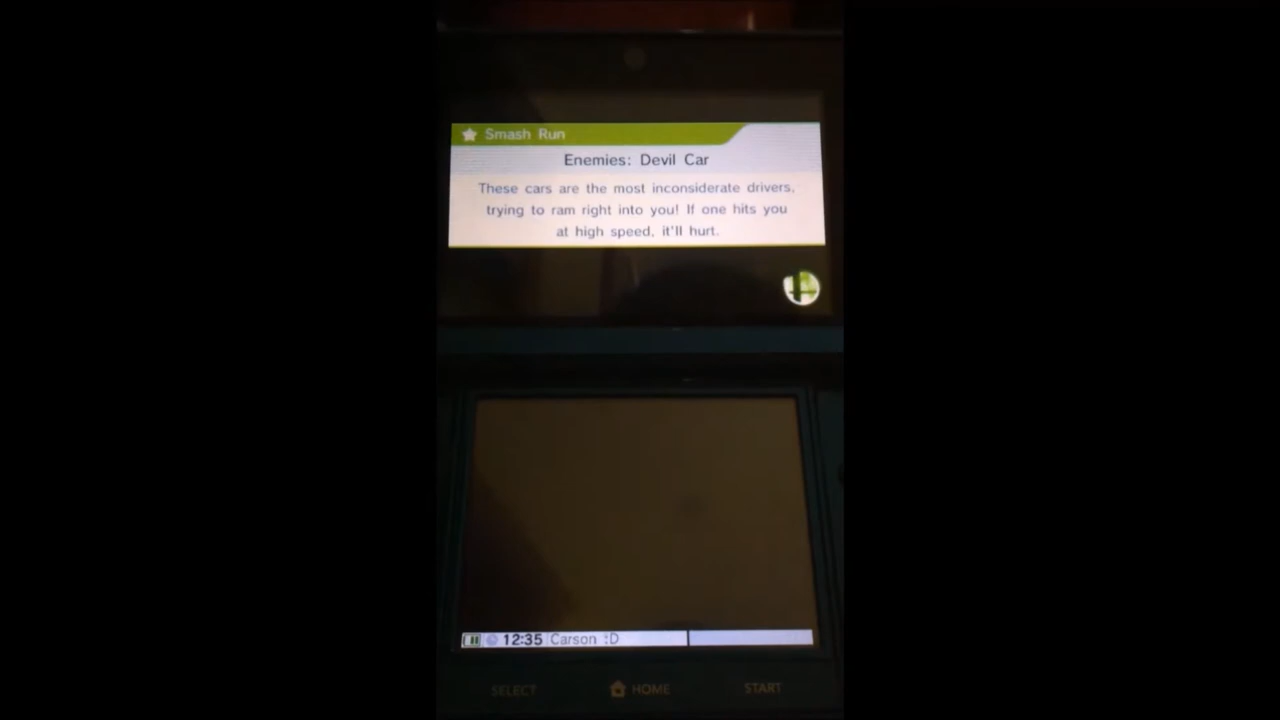 Smash Run
Enemies: Devil Car
These cars are the most inconsiderate drivers,
trying to ram right into you! If one hits you
at high speed, it'll hurt.
12:35 Carson :D
SELECT HOME START